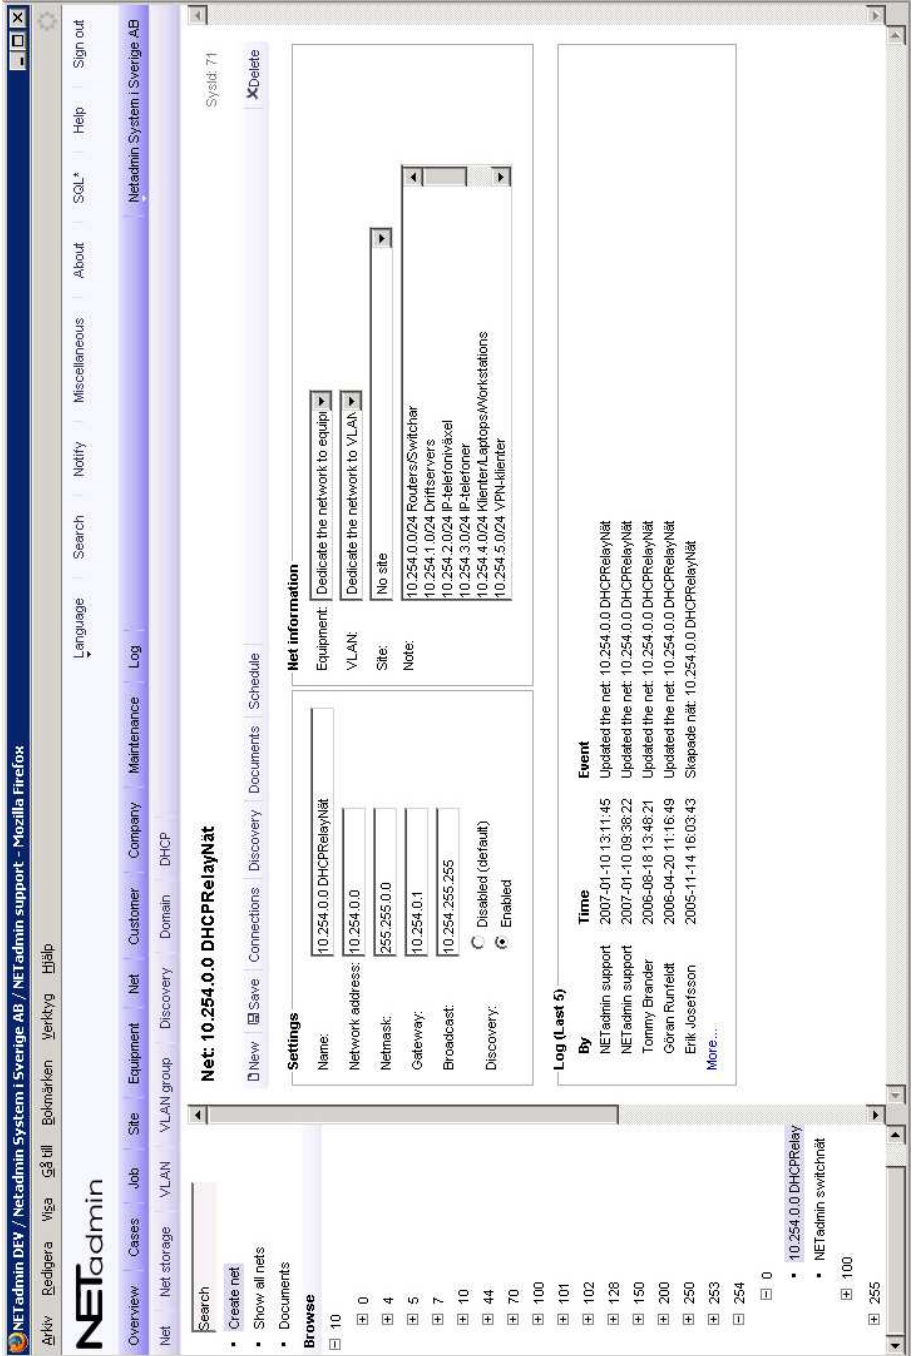 NETadmin DEV / Netadmin System i Sverige AB / NETadmin support - Mozilla Firefox
Arkiv Redigera Visa Gå till Bokmärken Verktyg Hjälp
NETadmin
Language Search Notify Miscellaneous About SQL* Help Sign out
Overview Cases Job Site Equipment Net Customer Company Maintenance Log Netadmin System i Sverige AB
Net Net storage VLAN VLAN group Discovery Domain DHCP
Search
Create net
Show all nets
Documents
Browse
10
0
4
5
7
10
44
70
100
101
102
128
150
200
250
253
254
0
10.254.0.0 DHCPRelay
NETadmin switchnät
100
255
Net: 10.254.0.0 DHCPRelayNät
SysId: 71
New Save Connections Discovery Documents Schedule XDelete
Settings
Name: 10.254.0.0 DHCPRelayNät
Network address: 10.254.0.0
Netmask: 255.255.0.0
Gateway: 10.254.0.1
Broadcast: 10.254.255.255
Discovery: Disabled (default)
Enabled
Net information
Equipment: Dedicate the network to equip
VLAN: Dedicate the network to VLAN
Site: No site
Note: 10.254.0.0/24 Routers/Switchar
10.254.1.0/24 Driftservers
10.254.2.0/24 IP-telefoniväxel
10.254.3.0/24 IP-telefoner
10.254.4.0/24 Klienter/Laptops/Workstations
10.254.5.0/24 VPN-klienter
Log (Last 5)
By Time Event
NETadmin support 2007-01-10 13:11:45 Updated the net: 10.254.0.0 DHCPRelayNät
NETadmin support 2007-01-10 09:38:22 Updated the net: 10.254.0.0 DHCPRelayNät
Tommy Brander 2006-08-18 13:48:21 Updated the net: 10.254.0.0 DHCPRelayNät
Göran Runfeldt 2006-04-20 11:16:49 Updated the net: 10.254.0.0 DHCPRelayNät
Erik Josefsson 2005-11-14 16:03:43 Skapade nät: 10.254.0.0 DHCPRelayNät
More...